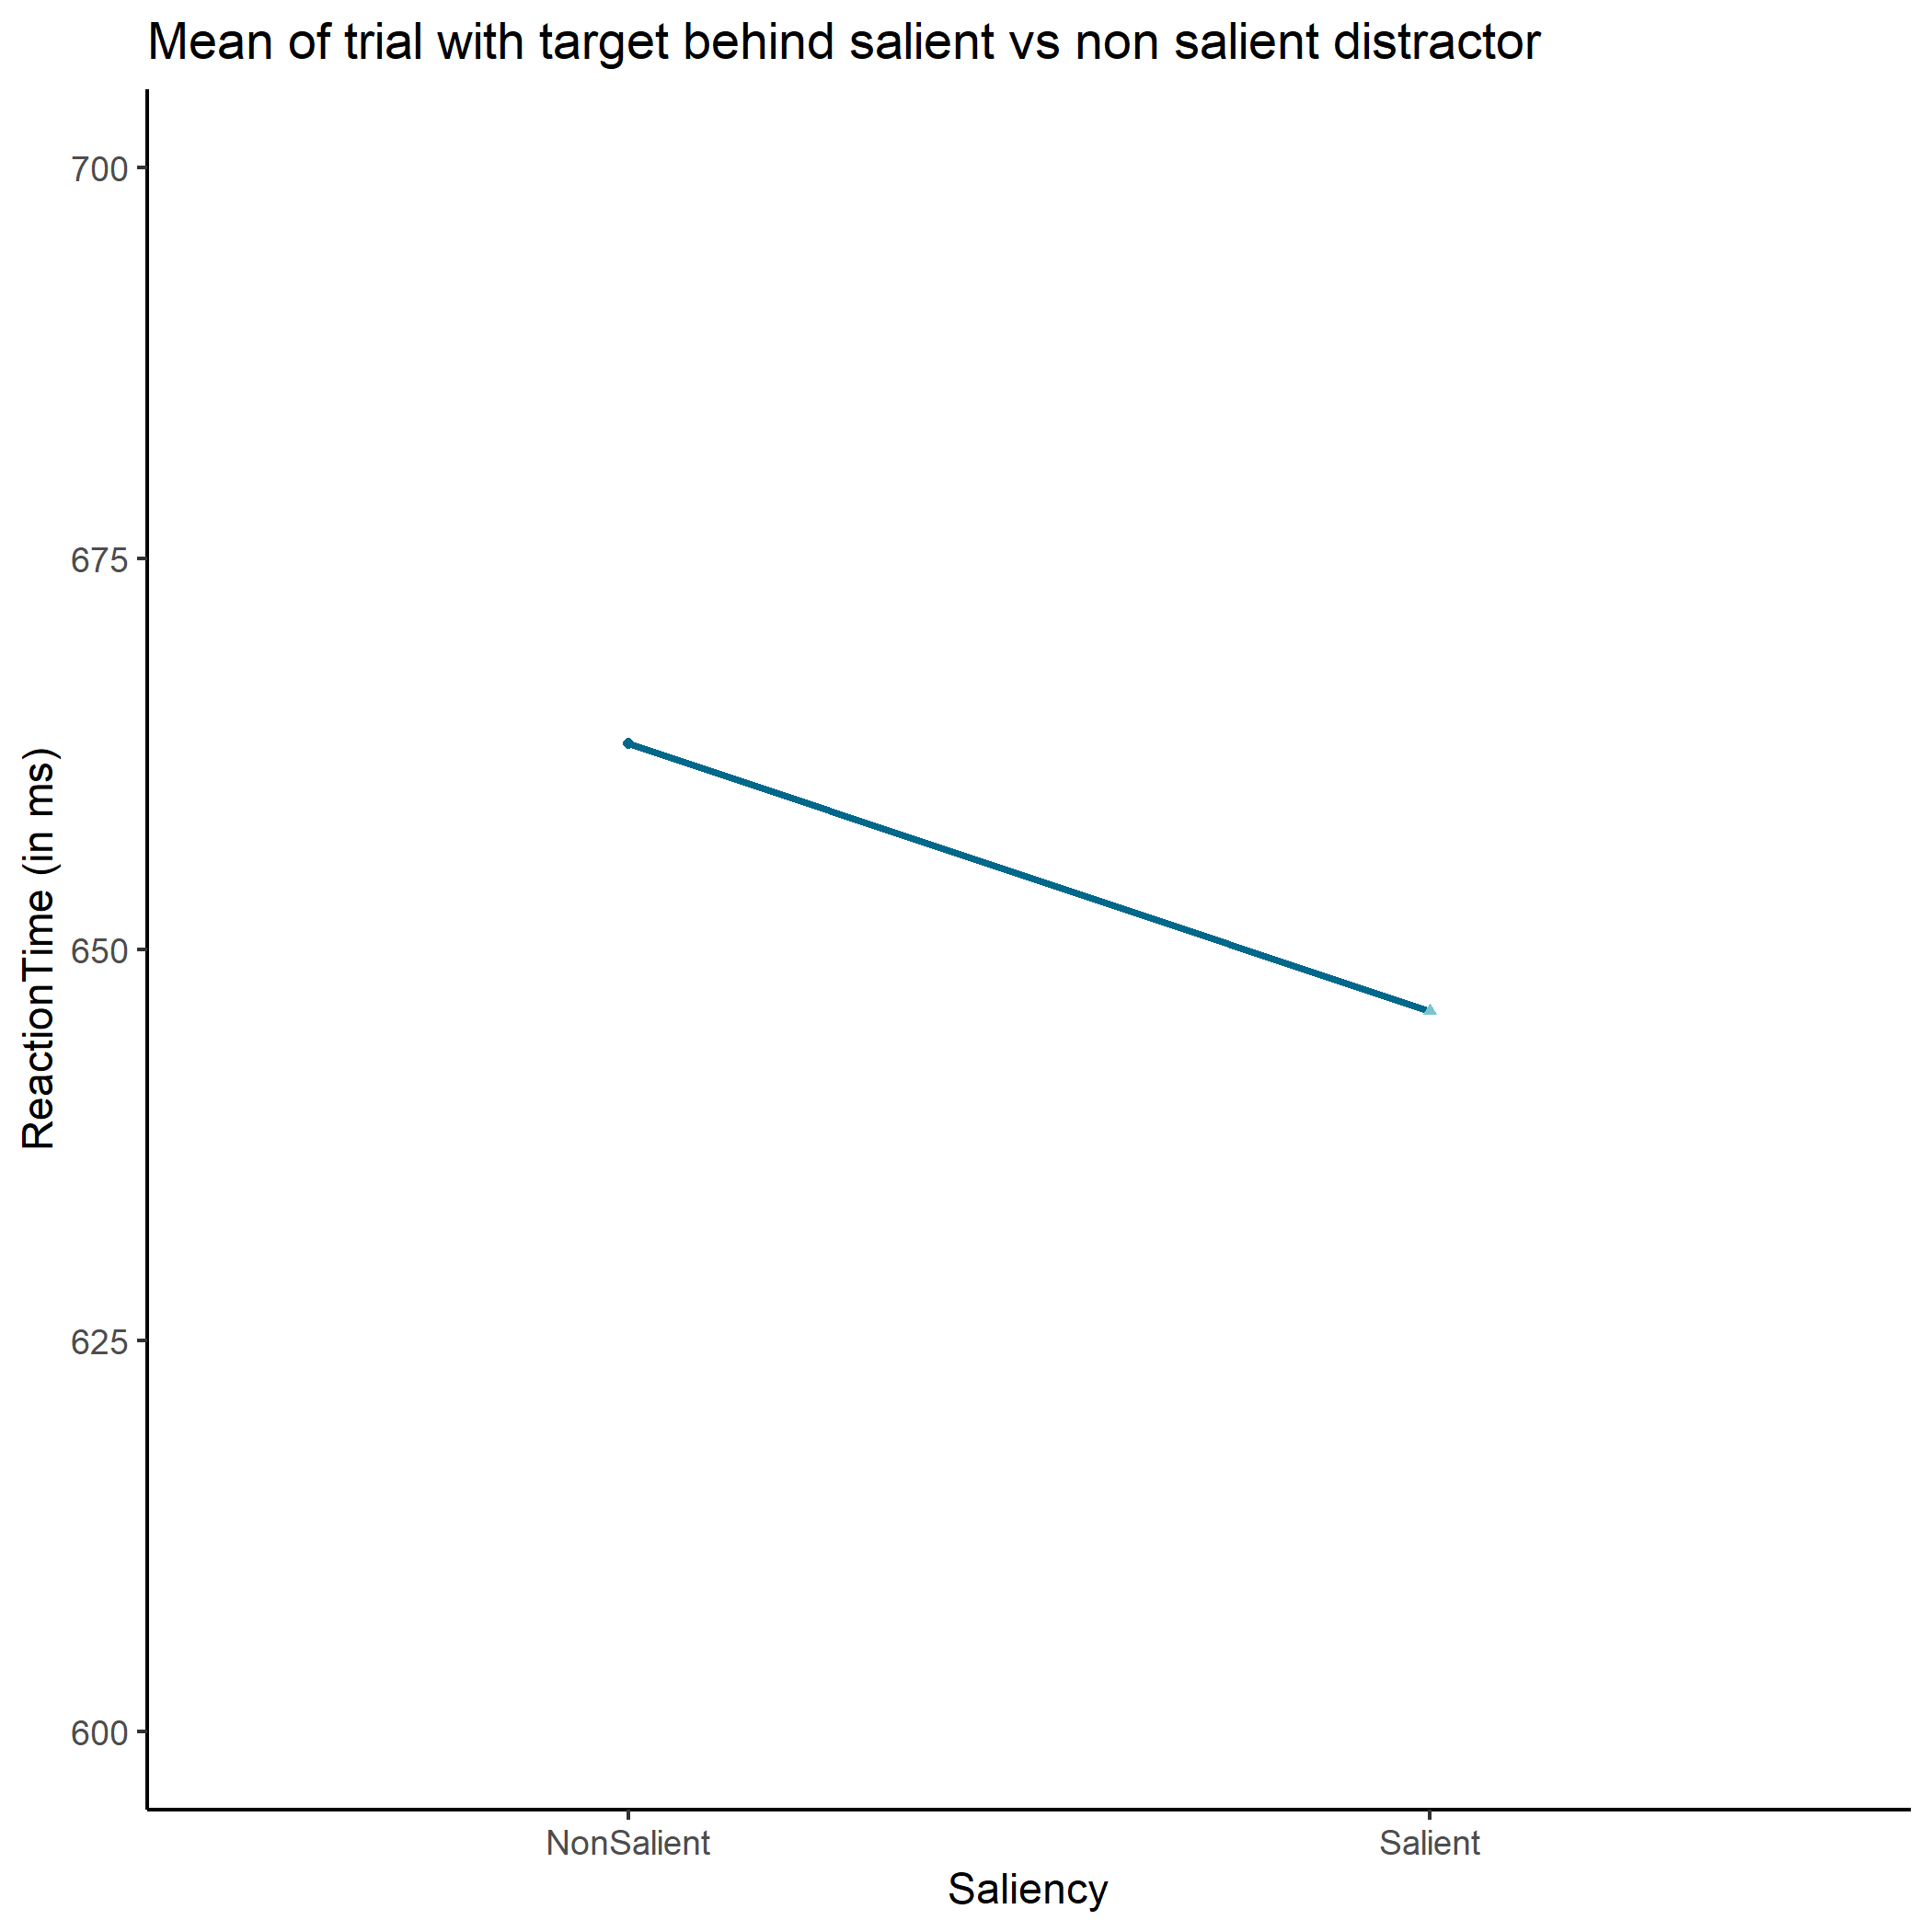 Mean of trial with target behind salient vs non salient distractor
700
675
650
625
600
ReactionTime (in ms)
NonSalient
Salient
Saliency